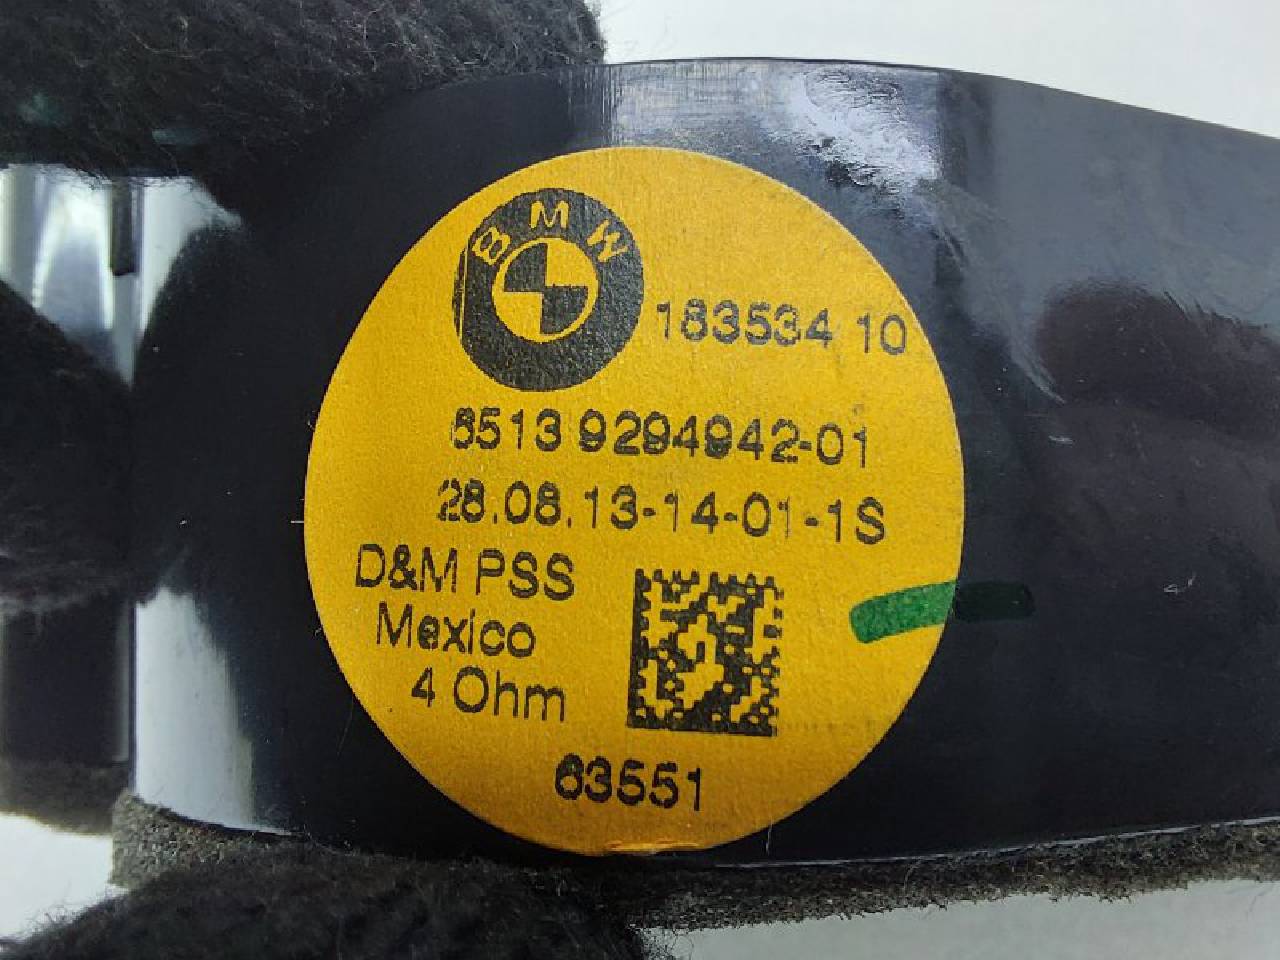 BMW
183534 10
6513 9294942-01
28.08.13-14-01-1S
D&M PSS
Mexico
4 Ohm
63551